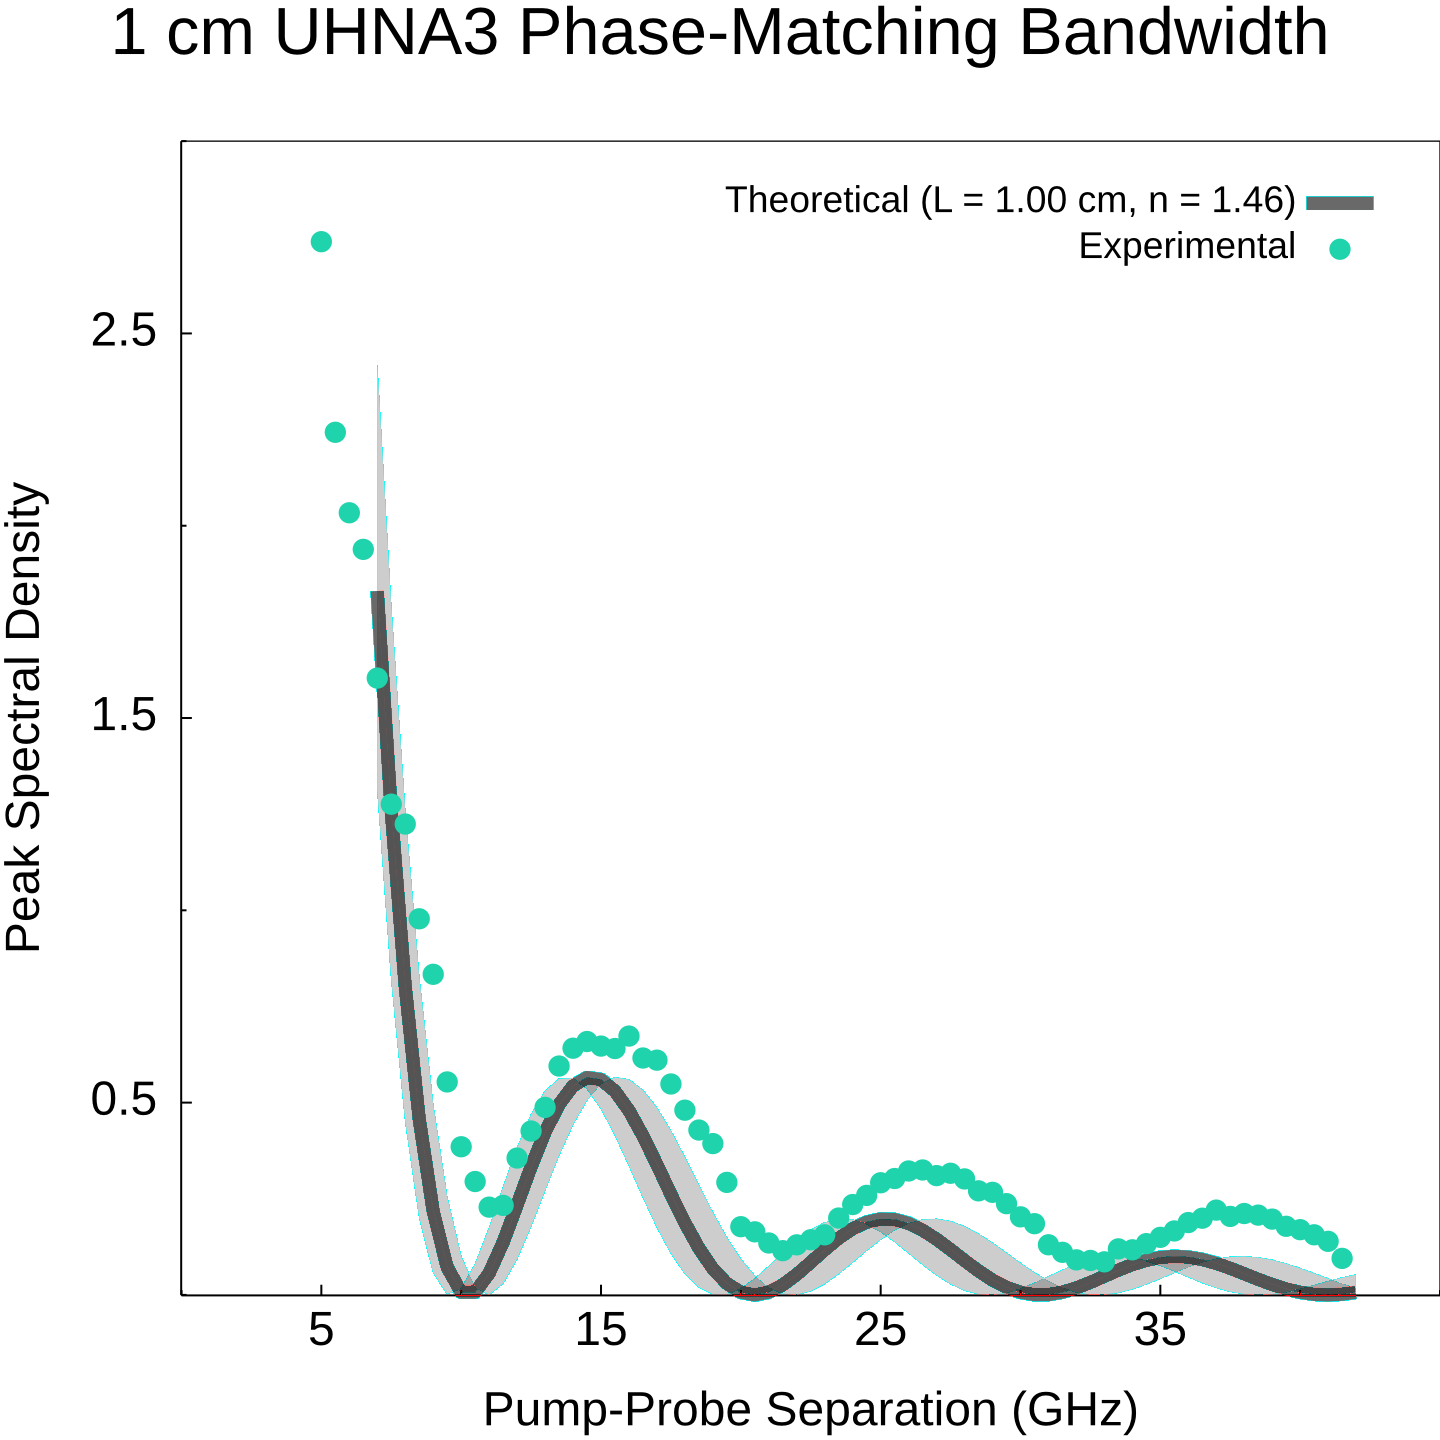 1 cm UHNA3 Phase-Matching Bandwidth
Theoretical (L = 1.00 cm, n = 1.46)
Experimental
2.5
1.5
0.5
Peak Spectral Density
5 15 25 35
Pump-Probe Separation (GHz)